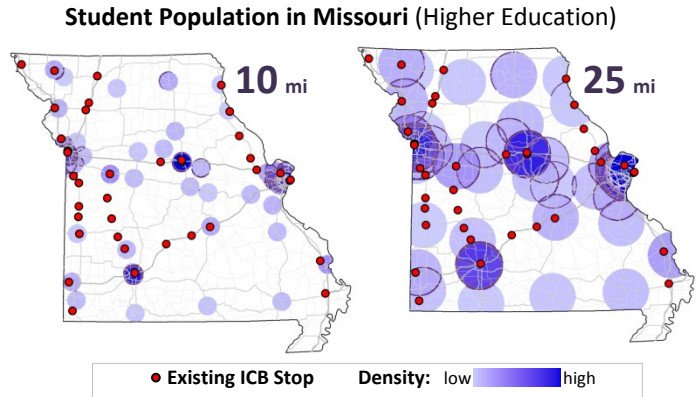 Student Population in Missouri (Higher Education)
10 mi
25 mi
Existing ICB Stop Density: low high